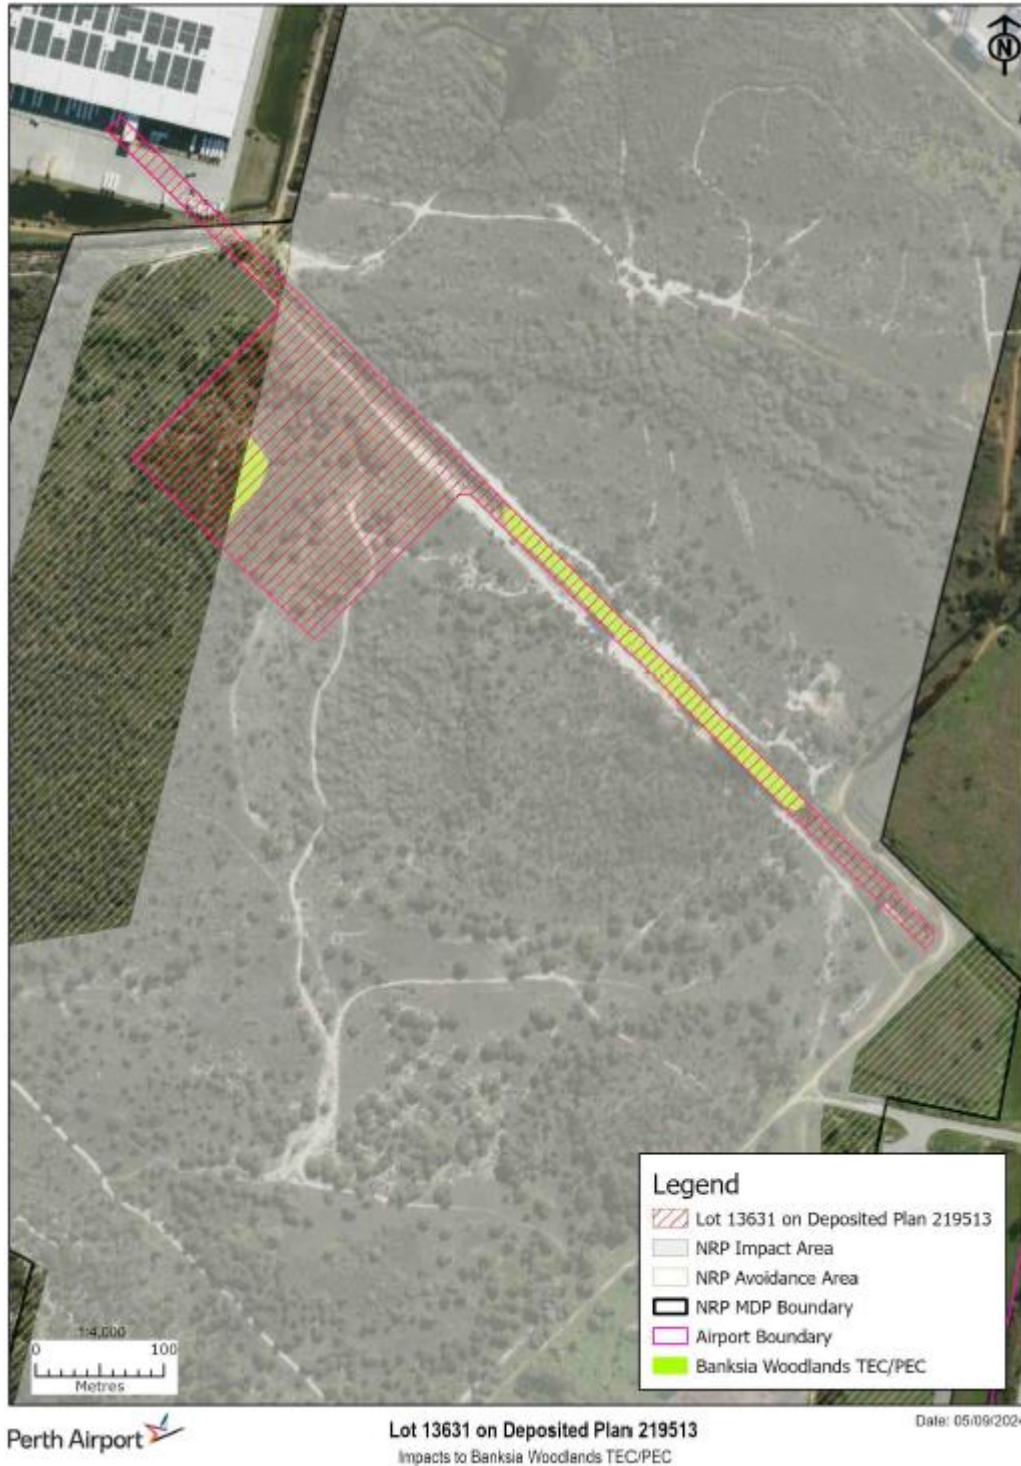 N
Legend
Lot 13631 on Deposited Plan 219513
NRP Impact Area
NRP Avoidance Area
NRP MDP Boundary
Airport Boundary
Banksia Woodlands TEC/PEC
1:4,000
0 100
Metres
Perth Airport
Lot 13631 on Deposited Plan 219513
Impacts to Banksia Woodlands TEC/PEC
Date: 05/09/2024